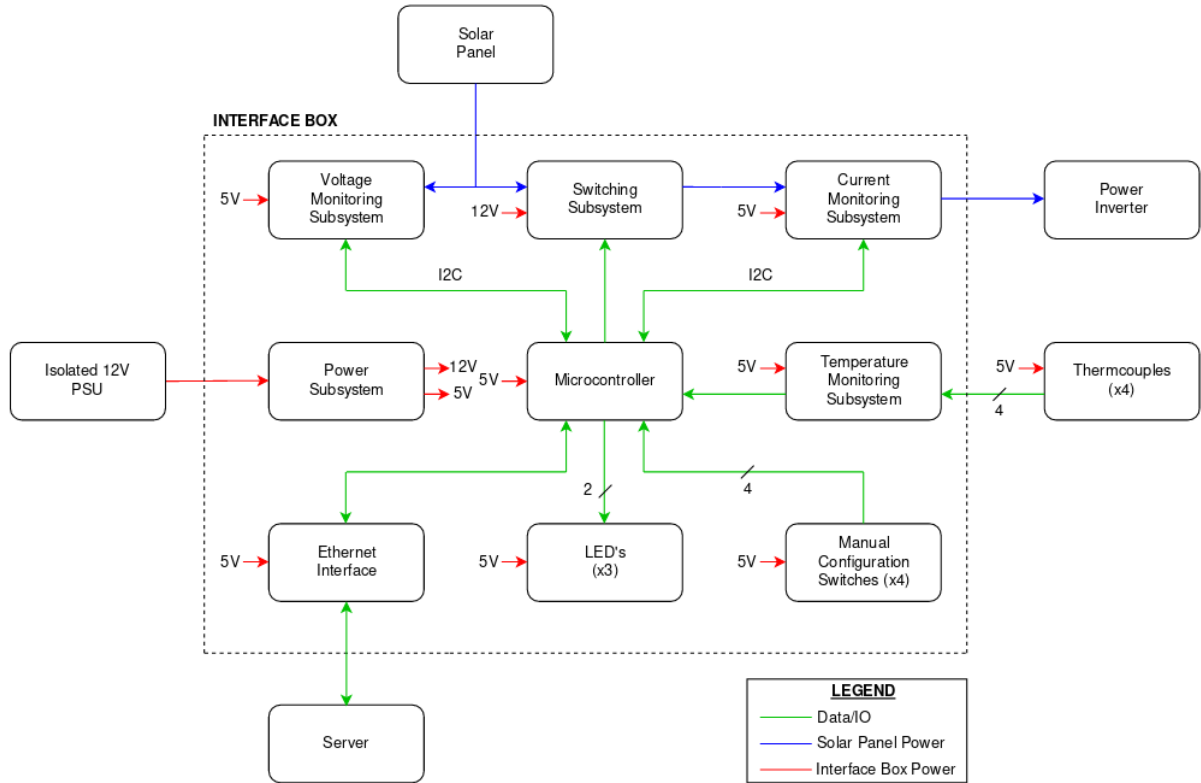 Solar
Panel
INTERFACE BOX
Voltage
Monitoring
Subsystem
5V
Switching
Subsystem
12V
Current
Monitoring
Subsystem
5V
Power
Inverter
I2C
I2C
Isolated 12V
PSU
Power
Subsystem
12V
5V
5V
Microcontroller
5V
Temperature
Monitoring
Subsystem
5V
Thermcouples
(x4)
4
2
4
5V
Ethernet
Interface
5V
LED's
(x3)
5V
Manual
Configuration
Switches (x4)
Server
LEGEND
Data/IO
Solar Panel Power
Interface Box Power